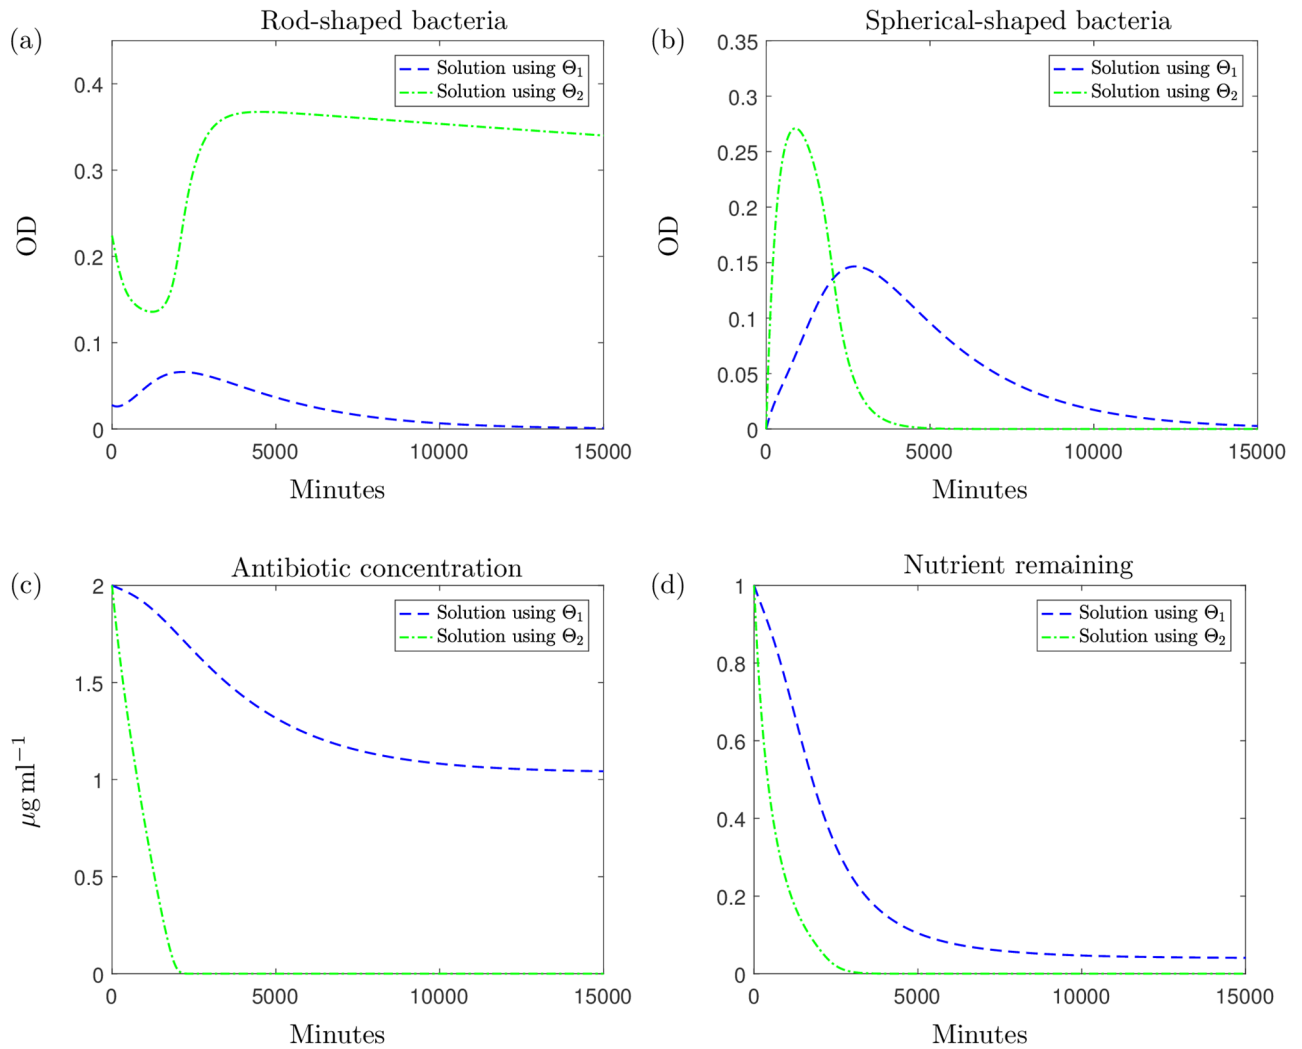 (a)
Rod-shaped bacteria
Solution using Θ₁
Solution using Θ₂
0.4
0.3
0.2
0.1
0
OD
0
5000
10000
15000
Minutes
(b)
Spherical-shaped bacteria
Solution using Θ₁
Solution using Θ₂
0.35
0.3
0.25
0.2
0.15
0.1
0.05
0
OD
0
5000
10000
15000
Minutes
(c)
Antibiotic concentration
Solution using Θ₁
Solution using Θ₂
2
1.5
1
0.5
0
μg ml⁻¹
0
5000
10000
15000
Minutes
(d)
Nutrient remaining
Solution using Θ₁
Solution using Θ₂
1
0.8
0.6
0.4
0.2
0
0
5000
10000
15000
Minutes